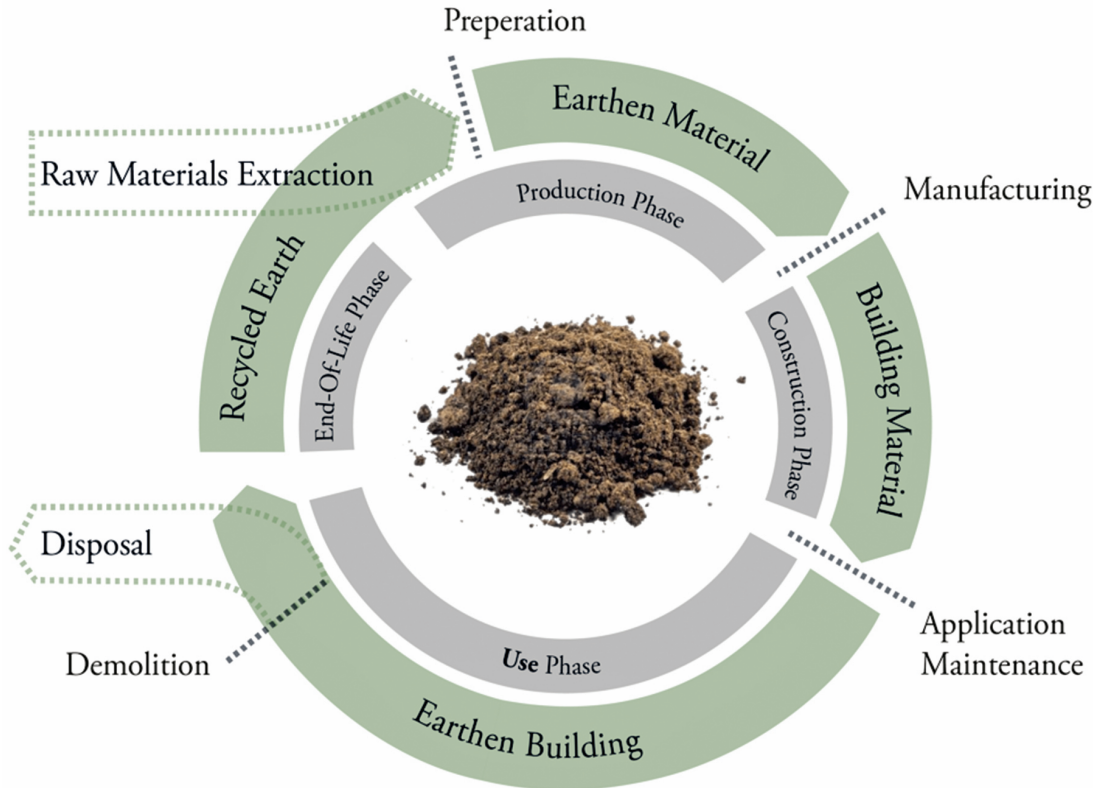 Preperation
Earthen Material
Raw Materials Extraction
Production Phase
Manufacturing
Recycled Earth
End-Of-Life Phase
Construction Phase
Building Material
Disposal
Demolition
Use Phase
Application
Maintenance
Earthen Building